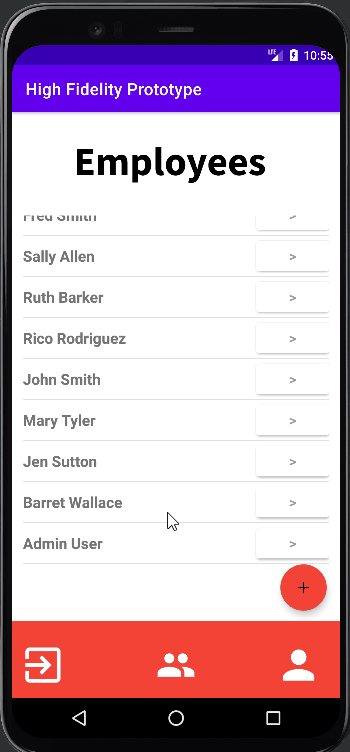 LTE 10:55
High Fidelity Prototype
Employees
Fred Smith >
Sally Allen >
Ruth Barker >
Rico Rodriguez >
John Smith >
Mary Tyler >
Jen Sutton >
Barret Wallace >
Admin User >
+